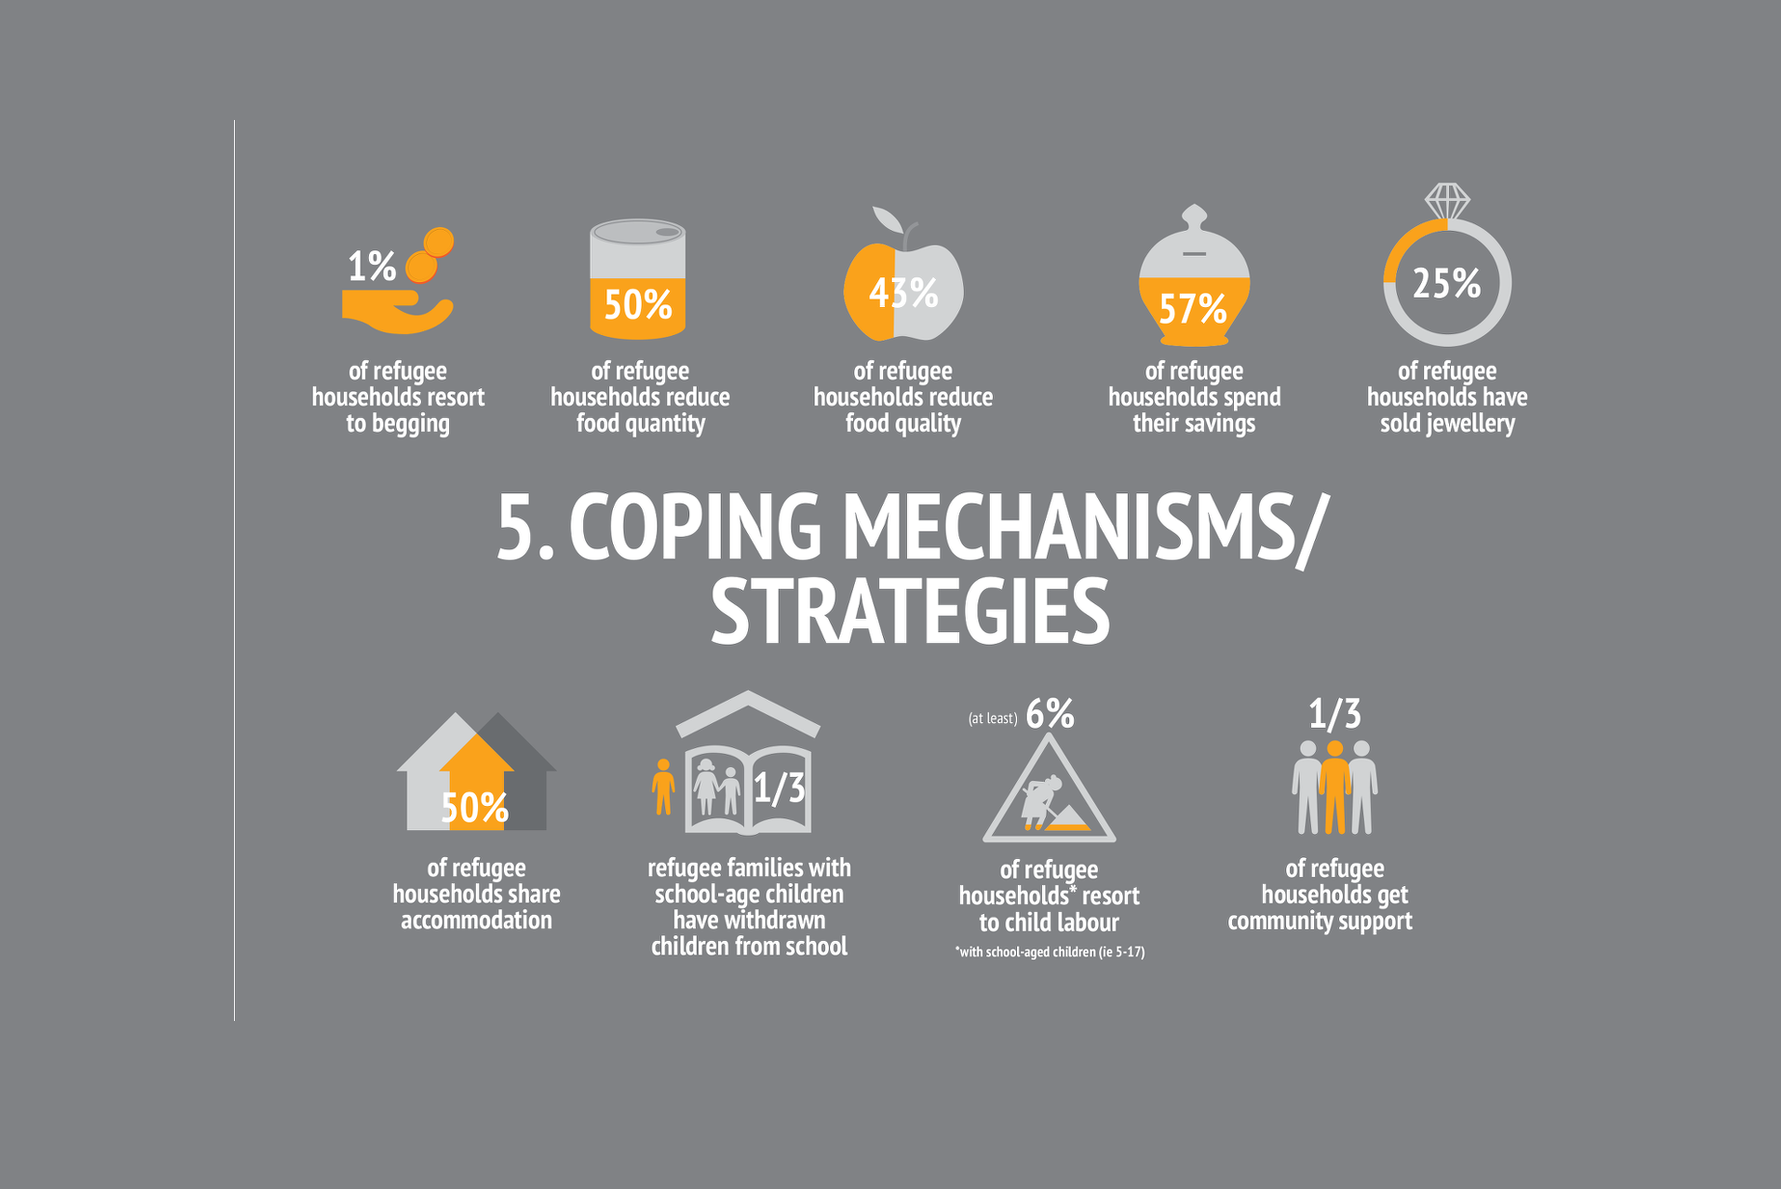 1%
of refugee
households resort
to begging
50%
of refugee
households reduce
food quantity
43%
of refugee
households reduce
food quality
57%
of refugee
households spend
their savings
25%
of refugee
households have
sold jewellery
5. COPING MECHANISMS/
STRATEGIES
50%
of refugee
households share
accommodation
1/3
refugee families with
school-age children
have withdrawn
children from school
(at least) 6%
of refugee
households* resort
to child labour
*with school-aged children (ie 5-17)
1/3
of refugee
households get
community support